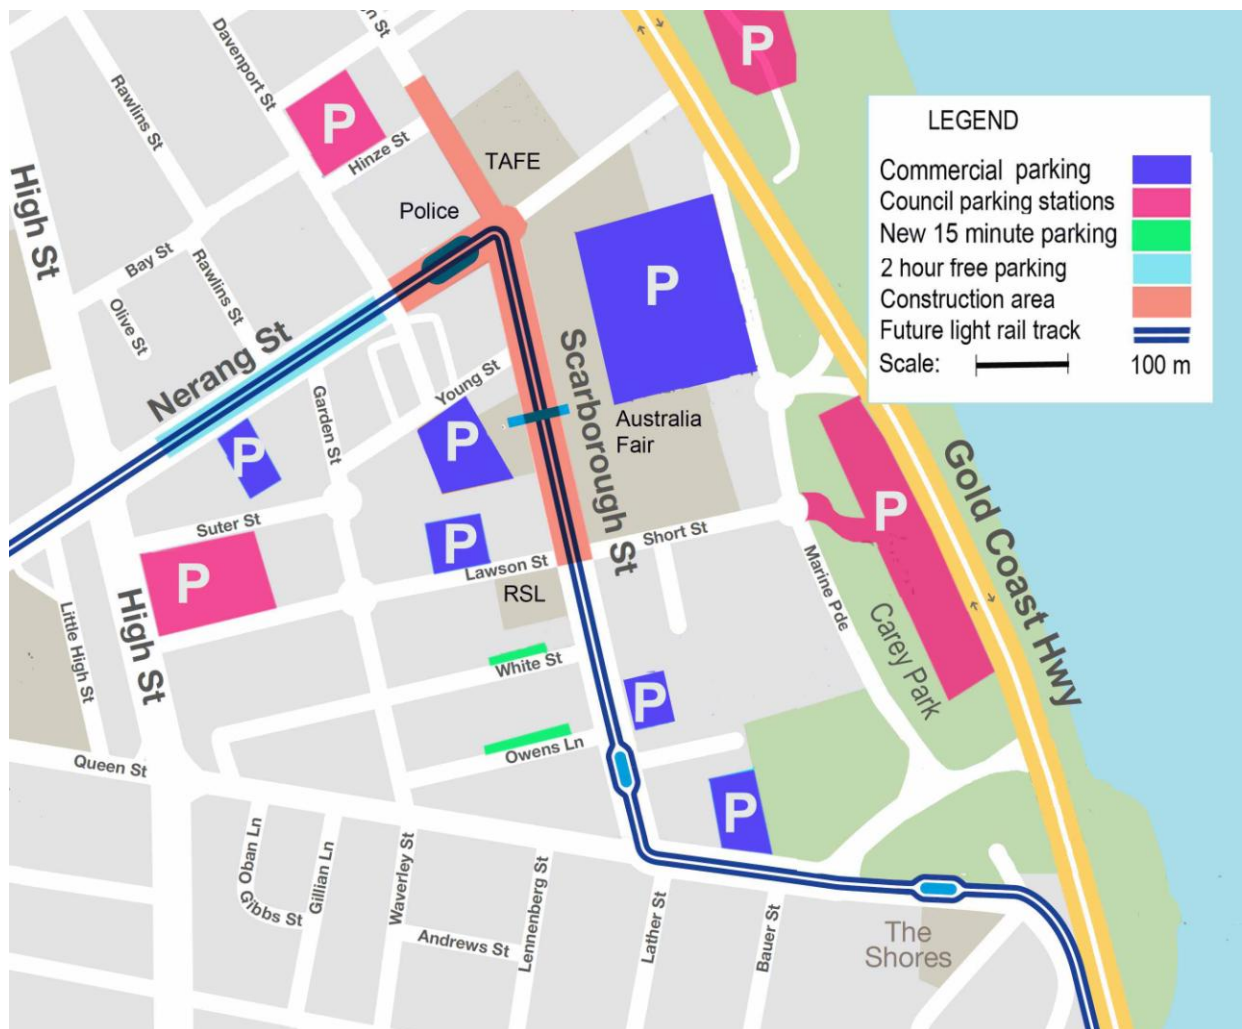 Davenport St
n St
P
Rawlins St
P
Hinze St
TAFE
High St
Police
Bay St
Rawlins St
Olive St
P
LEGEND
Commercial parking
Council parking stations
New 15 minute parking
2 hour free parking
Construction area
Future light rail track
Scale:
100 m
Nerang St
Garden St
Young St
Scarborough St
Australia
Fair
P
P
P
Gold Coast Hwy
Suter St
P
Short St
P
Lawson St
RSL
Marine Pde
Carey Park
High St
Little High St
White St
P
Owens Ln
Queen St
P
Oban Ln
Gibbs St
Gillian Ln
Waverley St
Andrews St
Lennenberg St
Lather St
Bauer St
The
Shores